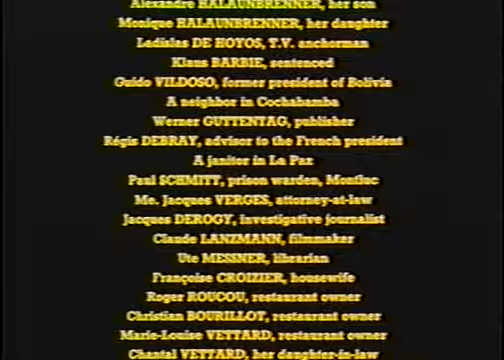 Alexandre HALAUNBRENNER, her son
Monique HALAUNBRENNER, her daughter
Ladislas DE HOYOS, T.V. anchorman
Klaus BARBIE, sentenced
Guido VILDOSO, former president of Bolivia
A neighbor in Cochabamba
Werner GUTTENTAG, publisher
Régis DEBRAY, advisor to the French president
A janitor in La Paz
Paul SCHMITT, prison warden, Montluc
Me. Jacques VERGES, attorney-at-law
Jacques DEROGY, investigative journalist
Claude LANZMANN, filmmaker
Ute MESSNER, librarian
Françoise CROIZIER, housewife
Roger ROUCOU, restaurant owner
Christian BOURILLOT, restaurant owner
Marie-Louise VETTARD, restaurant owner
Chantal VETTARD, her daughter-in-law